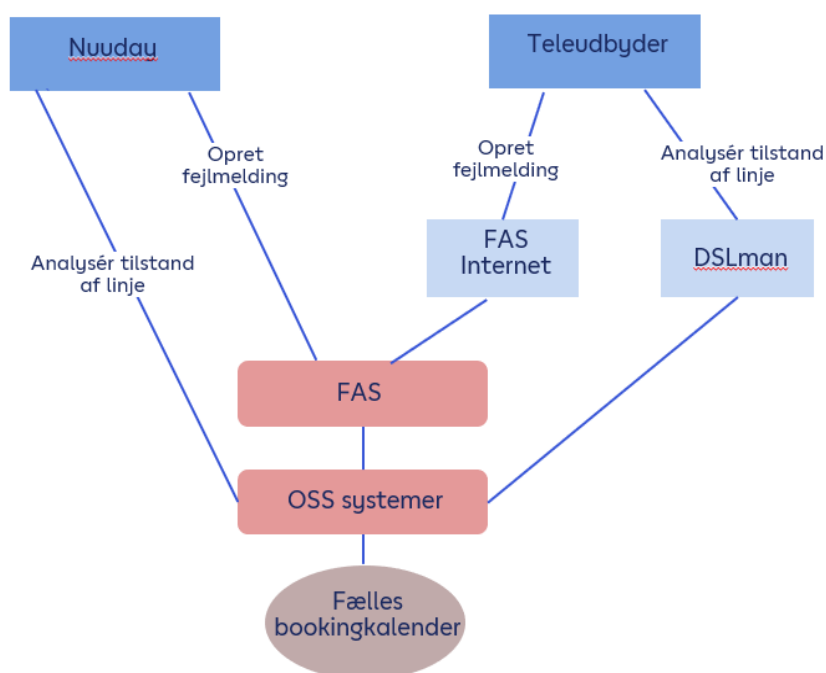 Nuuday
Teleudbyder
Opret
fejlmelding
Opret
fejlmelding
Analysér tilstand
af linje
FAS
Internet
DSLman
Analysér tilstand
af linje
FAS
OSS systemer
Fælles
bookingkalender